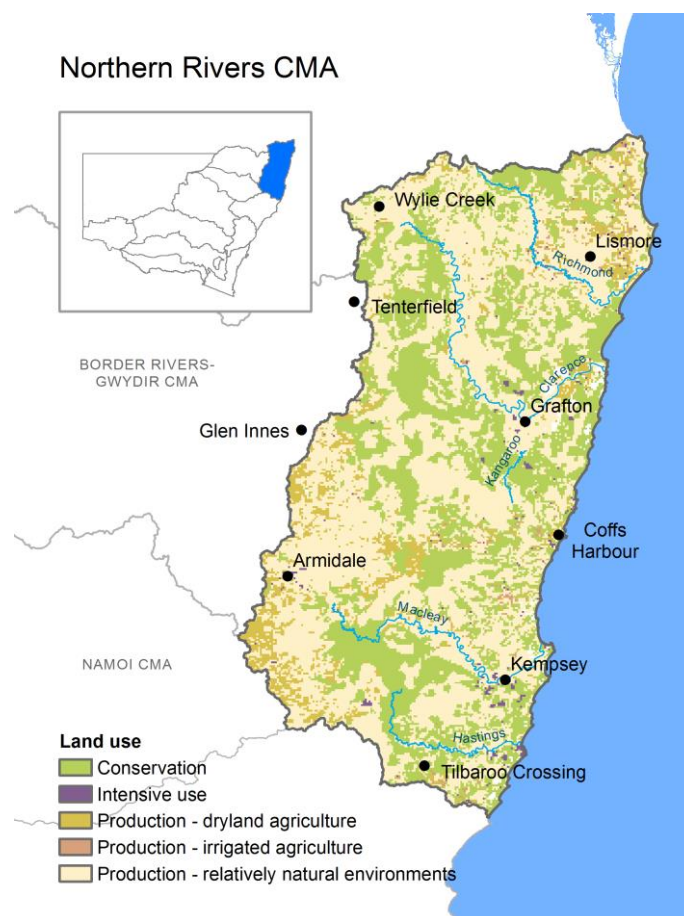 Northern Rivers CMA
Wylie Creek
Lismore
Richmond
Tenterfield
BORDER RIVERS-
GWYDIR CMA
Clarence
Grafton
Glen Innes
Kangaroo
Coffs
Harbour
Armidale
Macleay
NAMOI CMA
Kempsey
Hastings
Tilbaroo Crossing
Land use
Conservation
Intensive use
Production - dryland agriculture
Production - irrigated agriculture
Production - relatively natural environments